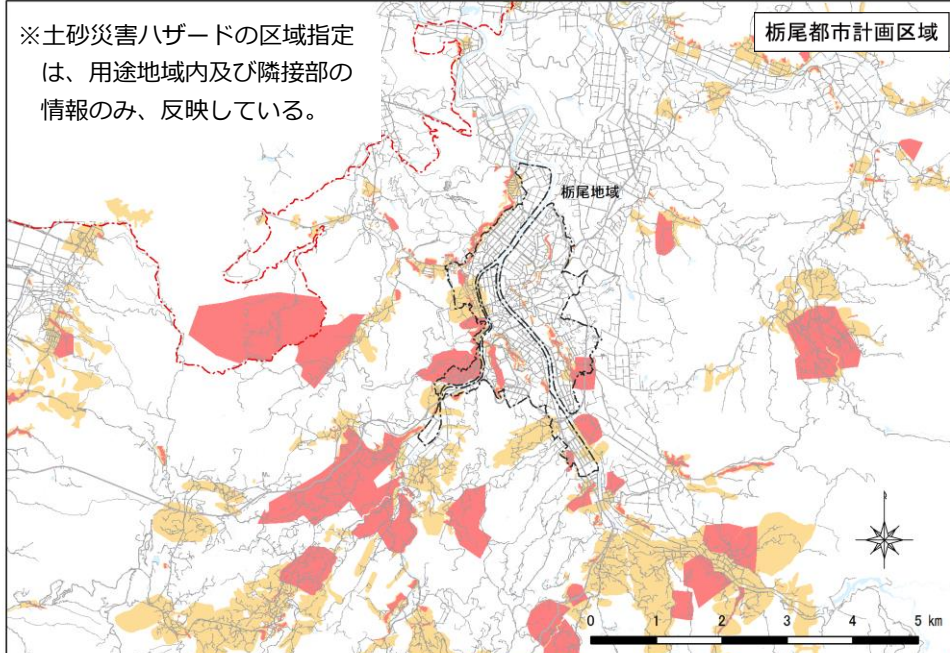 ※土砂災害ハザードの区域指定
は、用途地域内及び隣接部の
情報のみ、反映している。
栃尾都市計画区域
栃尾地域
0 1 2 3 4 5 km